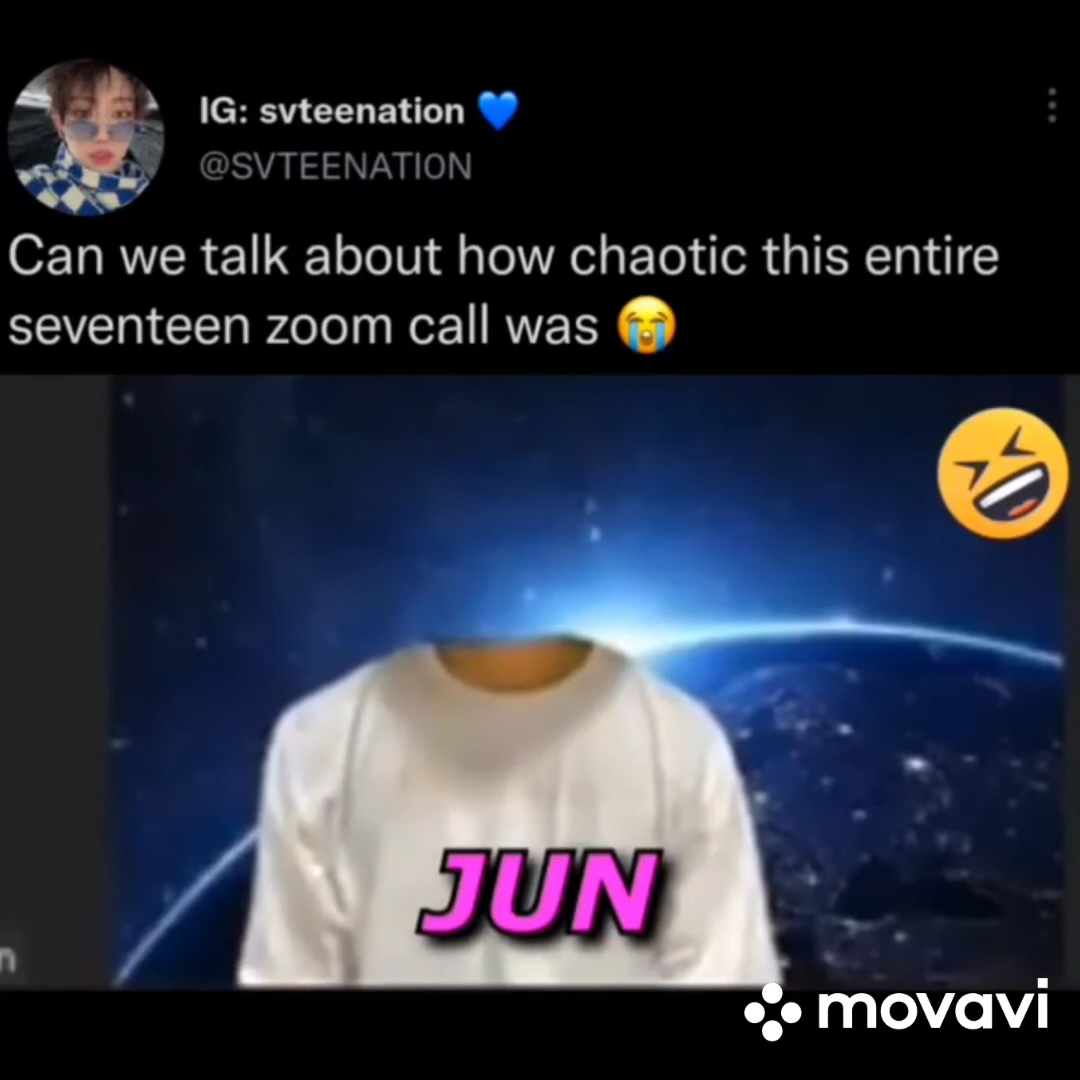 IG: svteenation 💙
@SVTEENATION
Can we talk about how chaotic this entire
seventeen zoom call was 😭
JUN
n
movavi